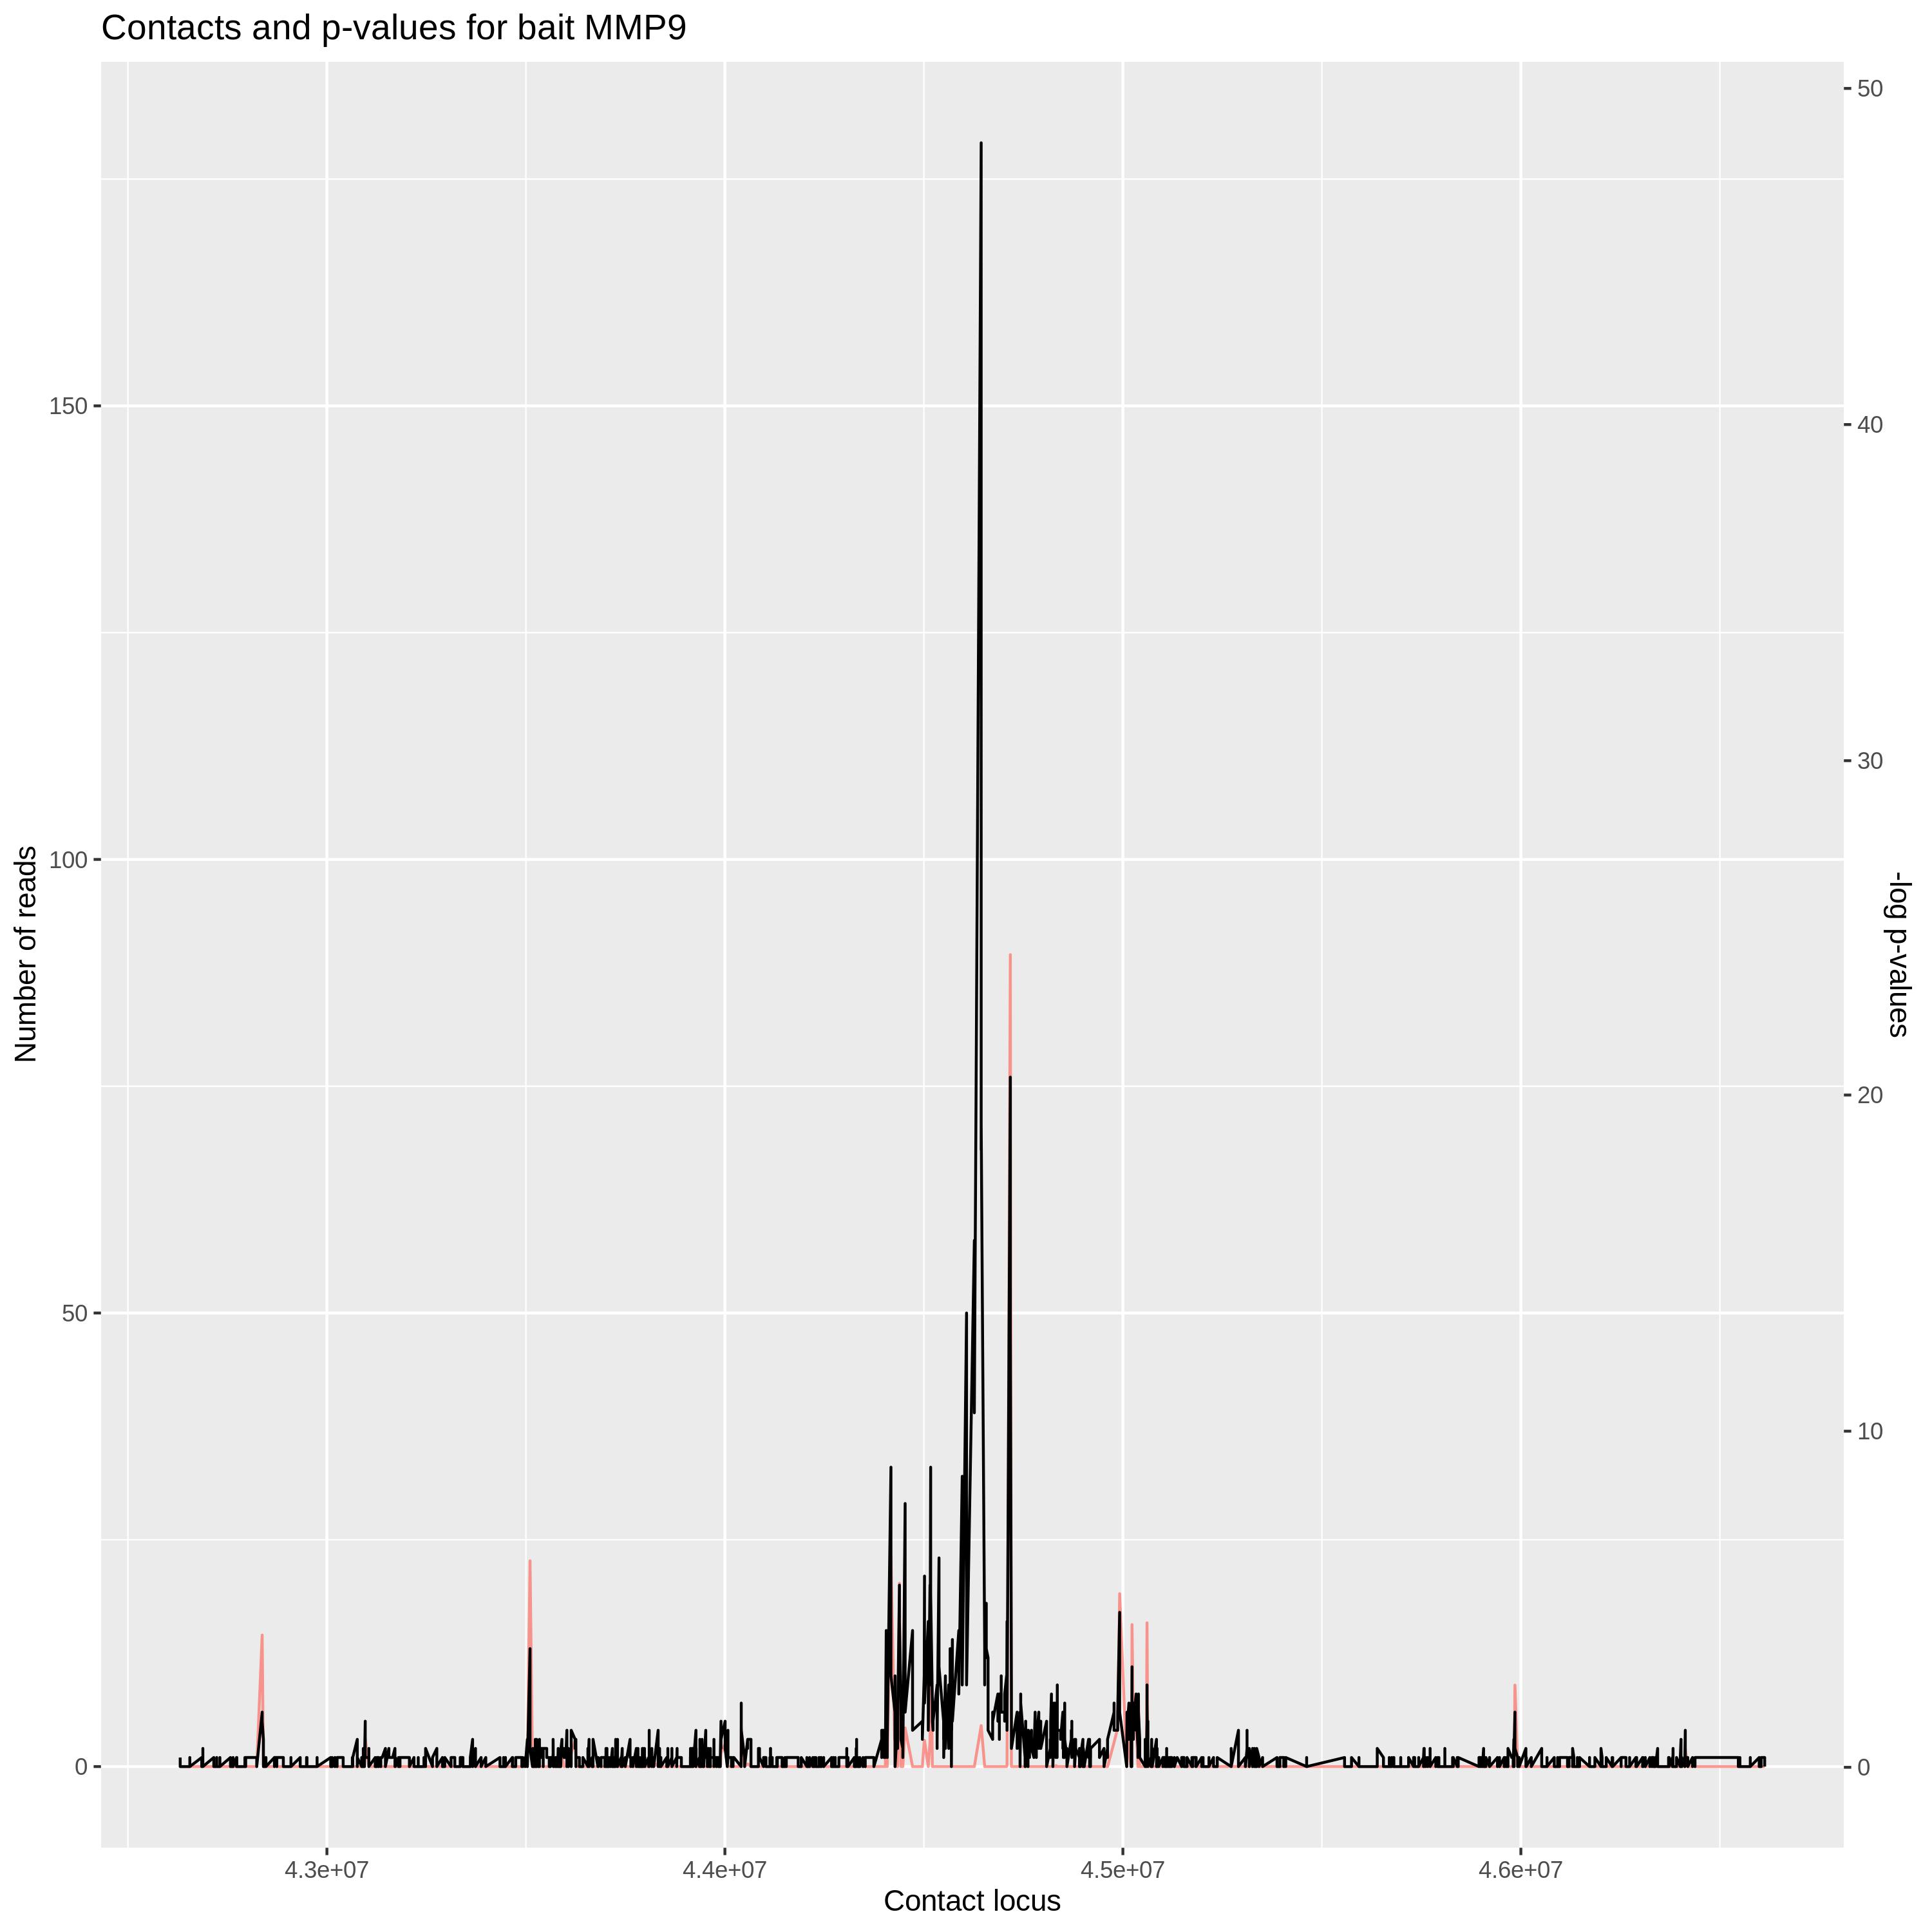 Contacts and p-values for bait MMP9
Number of reads
150
100
50
0
50
40
30
20
10
0
-log p-values
4.3e+07
4.4e+07
4.5e+07
4.6e+07
Contact locus